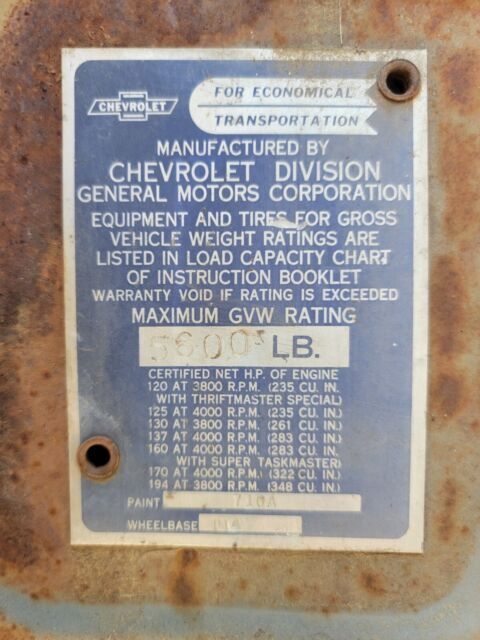 CHEVROLET
FOR ECONOMICAL
TRANSPORTATION
MANUFACTURED BY
CHEVROLET DIVISION
GENERAL MOTORS CORPORATION
EQUIPMENT AND TIRES FOR GROSS
VEHICLE WEIGHT RATINGS ARE
LISTED IN LOAD CAPACITY CHART
OF INSTRUCTION BOOKLET
WARRANTY VOID IF RATING IS EXCEEDED
MAXIMUM GVW RATING
5600 LB.
CERTIFIED NET H.P. OF ENGINE
120 AT 3800 R.P.M. (235 CU. IN.
WITH THRIFTMASTER SPECIAL)
125 AT 4000 R.P.M. (235 CU. IN.)
130 AT 3800 R.P.M. (261 CU. IN.)
137 AT 4000 R.P.M. (283 CU. IN.)
160 AT 4000 R.P.M. (283 CU. IN.
WITH SUPER TASKMASTER)
170 AT 4000 R.P.M. (322 CU. IN.)
194 AT 3800 R.P.M. (348 CU. IN.)
PAINT 710A
WHEELBASE